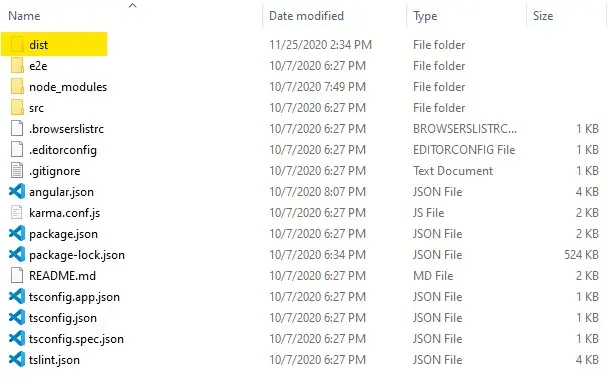 Name Date modified Type Size
dist 11/25/2020 2:34 PM File folder
e2e 10/7/2020 6:27 PM File folder
node_modules 10/7/2020 7:49 PM File folder
src 10/7/2020 6:27 PM File folder
.browserslistrc 10/7/2020 6:27 PM BROWSERSLISTRC... 1 KB
.editorconfig 10/7/2020 6:27 PM EDITORCONFIG File 1 KB
.gitignore 10/7/2020 6:27 PM Text Document 1 KB
angular.json 10/7/2020 8:07 PM JSON File 4 KB
karma.conf.js 10/7/2020 6:27 PM JS File 2 KB
package.json 10/7/2020 6:27 PM JSON File 2 KB
package-lock.json 10/7/2020 6:34 PM JSON File 524 KB
README.md 10/7/2020 6:27 PM MD File 2 KB
tsconfig.app.json 10/7/2020 6:27 PM JSON File 1 KB
tsconfig.json 10/7/2020 6:27 PM JSON File 1 KB
tsconfig.spec.json 10/7/2020 6:27 PM JSON File 1 KB
tslint.json 10/7/2020 6:27 PM JSON File 4 KB